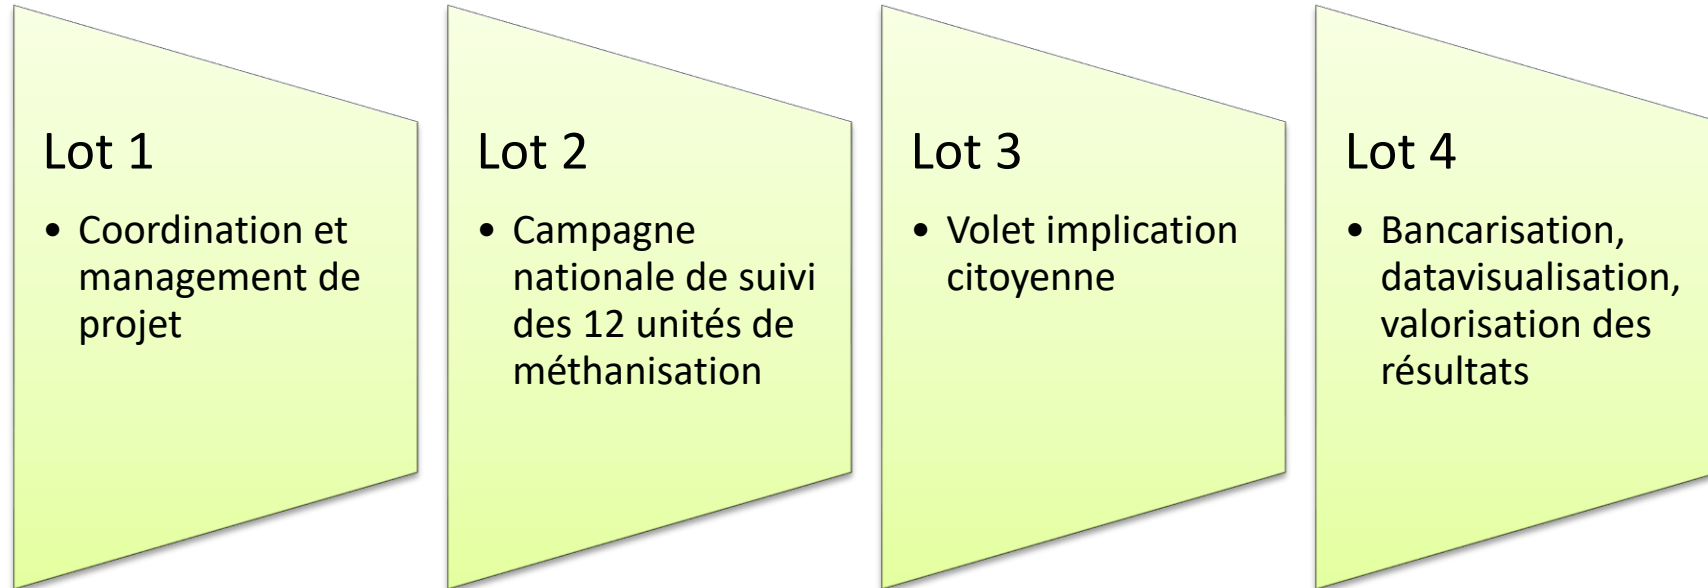 Lot 1
• Coordination et
management de
projet
Lot 2
• Campagne
nationale de suivi
des 12 unités de
méthanisation
Lot 3
• Volet implication
citoyenne
Lot 4
• Bancarisation,
datavisualisation,
valorisation des
résultats